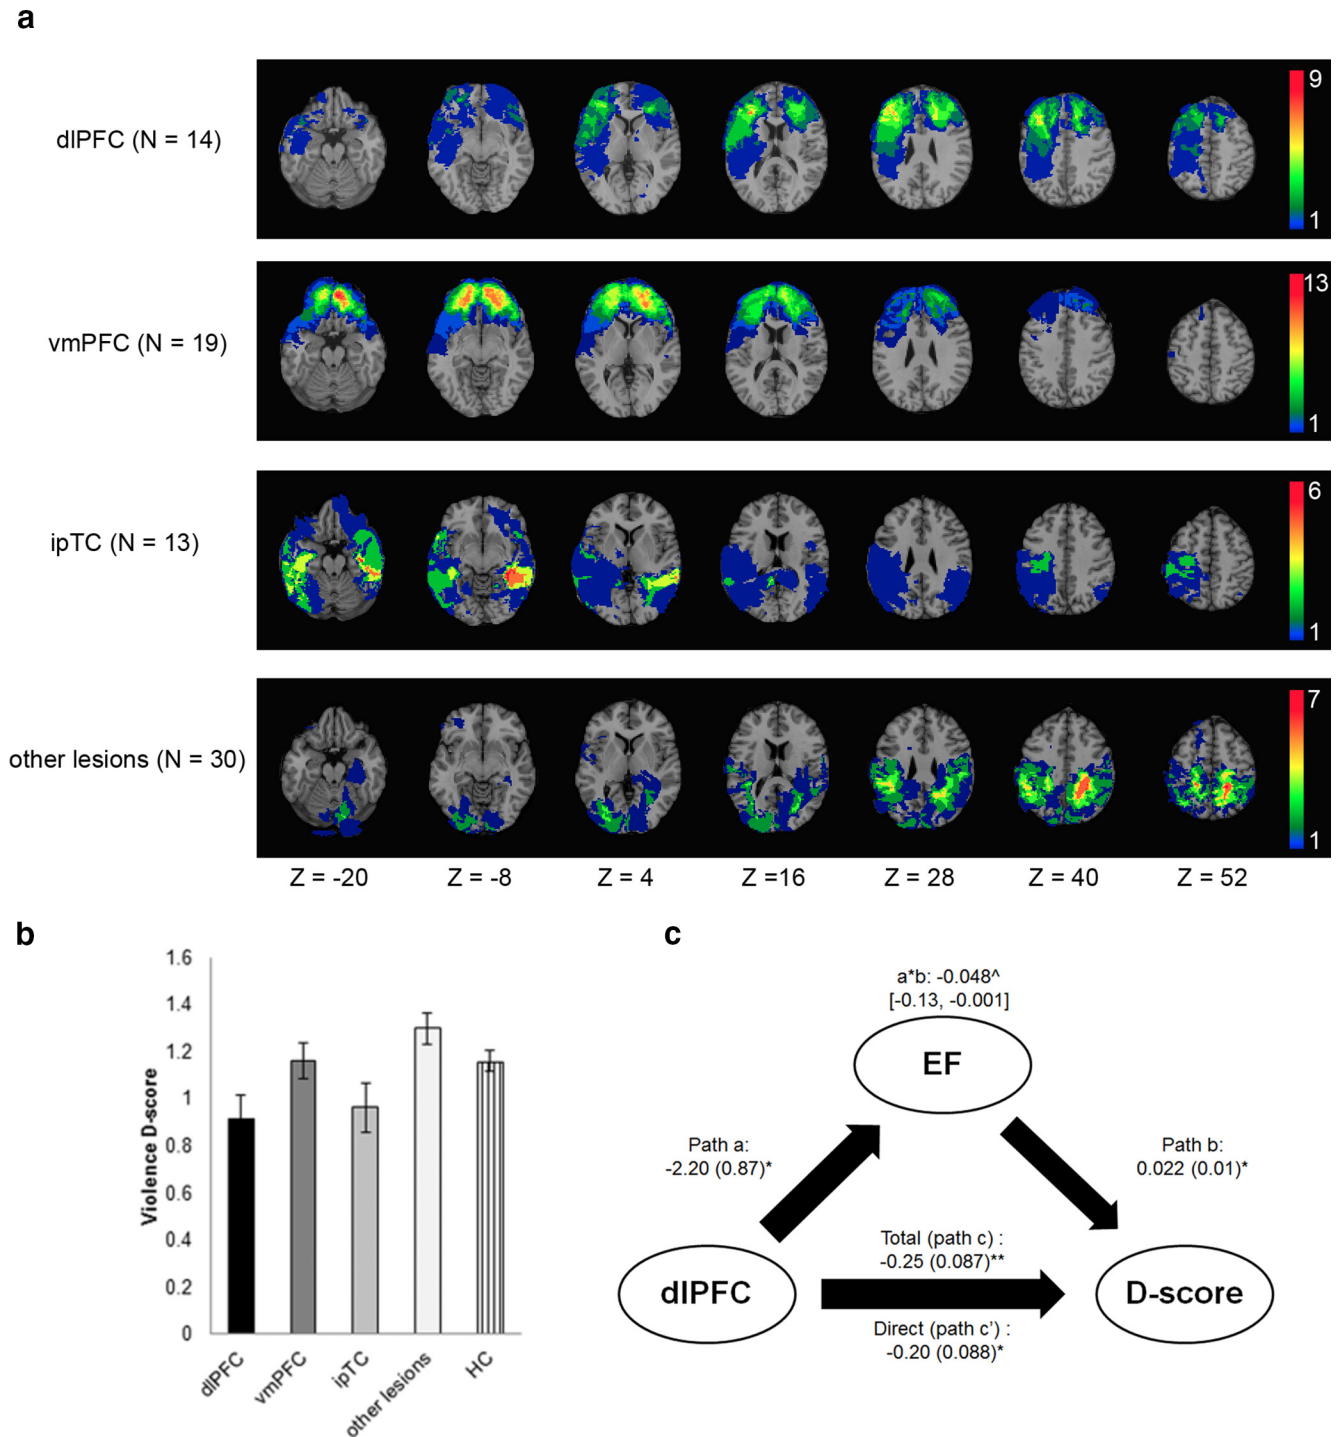 a
dlPFC (N = 14)
9
1
vmPFC (N = 19)
13
1
ipTC (N = 13)
6
1
other lesions (N = 30)
7
1
Z = -20 Z = -8 Z = 4 Z =16 Z = 28 Z = 40 Z = 52
b
Violence D-score
1.6
1.4
1.2
1
0.8
0.6
0.4
0.2
0
dlPFC vmPFC ipTC other lesions HC
c
a*b: -0.048^
[-0.13, -0.001]
EF
Path a:
-2.20 (0.87)*
Path b:
0.022 (0.01)*
Total (path c) :
-0.25 (0.087)**
dlPFC
D-score
Direct (path c') :
-0.20 (0.088)*